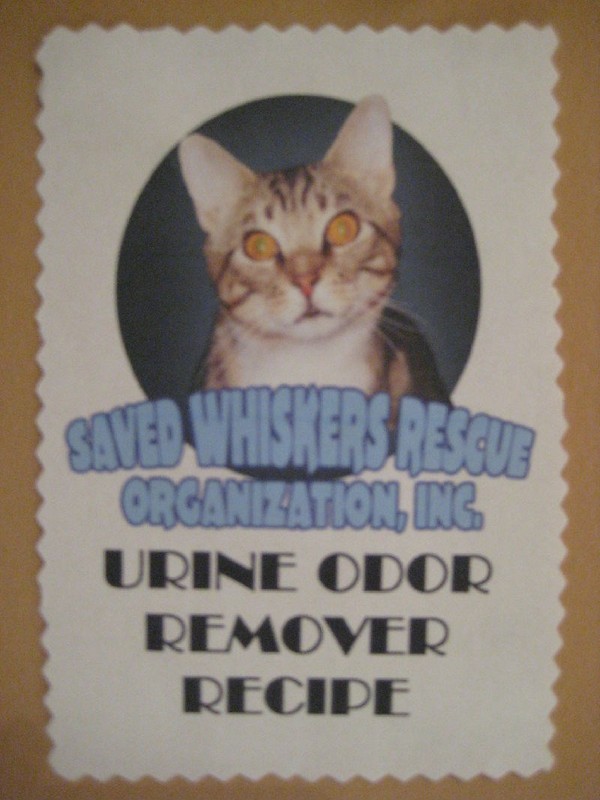 SAVED WHISKERS RESCUE
ORGANIZATION, INC.
URINE ODOR
REMOVER
RECIPE